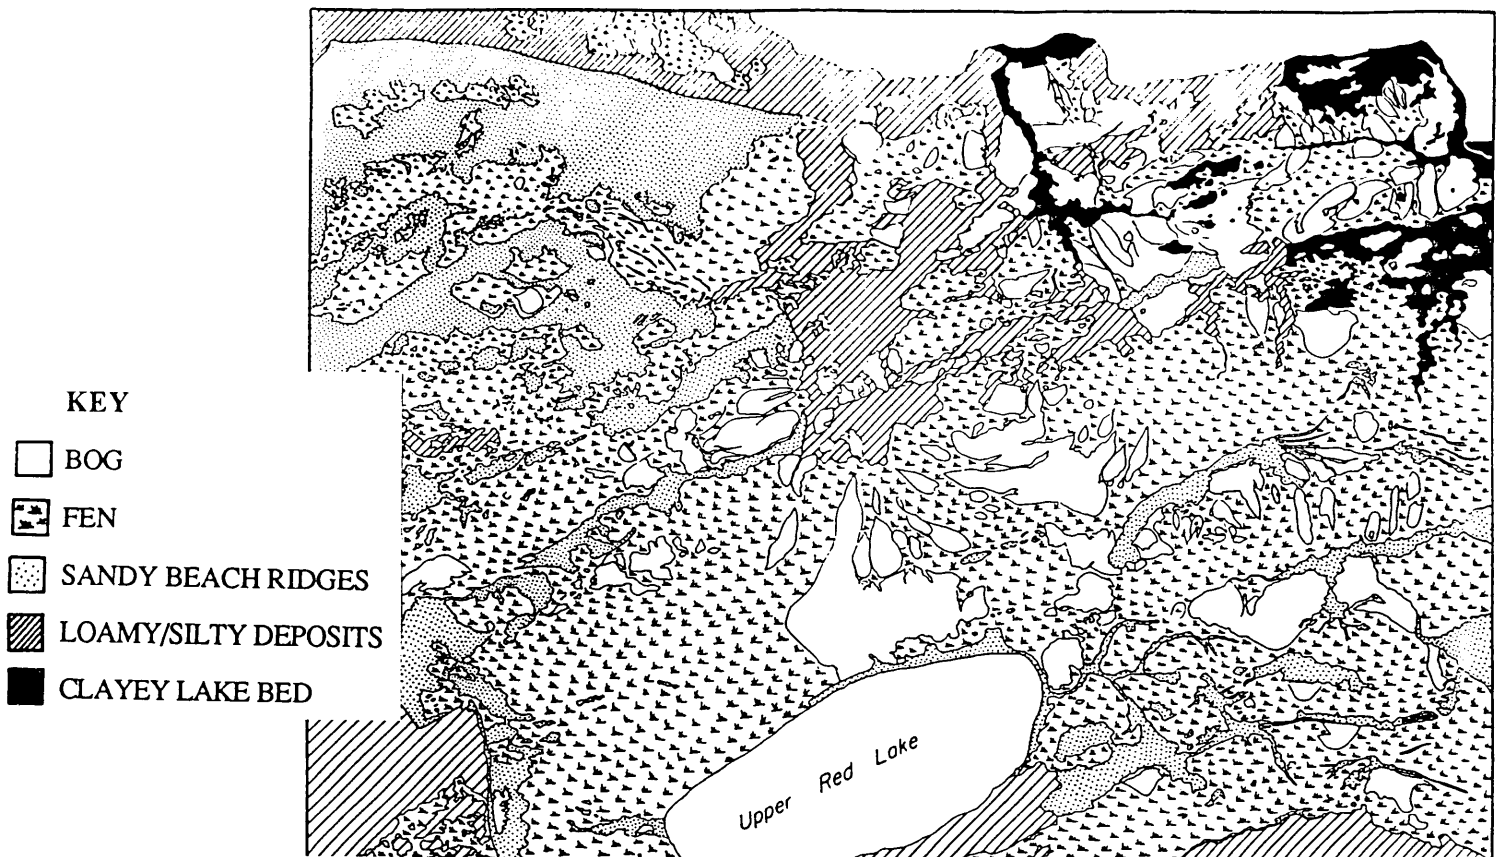 KEY
BOG
FEN
SANDY BEACH RIDGES
LOAMY/SILTY DEPOSITS
CLAYEY LAKE BED
Upper Red Lake